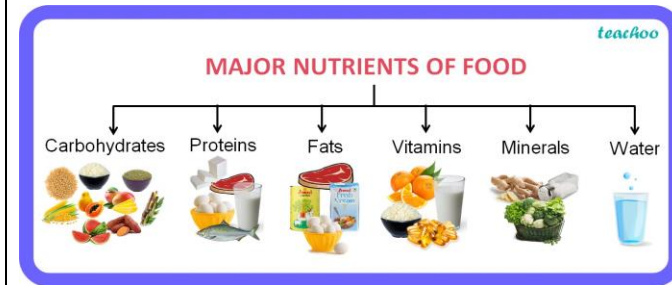 teachoo
MAJOR NUTRIENTS OF FOOD
Carbohydrates Proteins Fats Vitamins Minerals Water